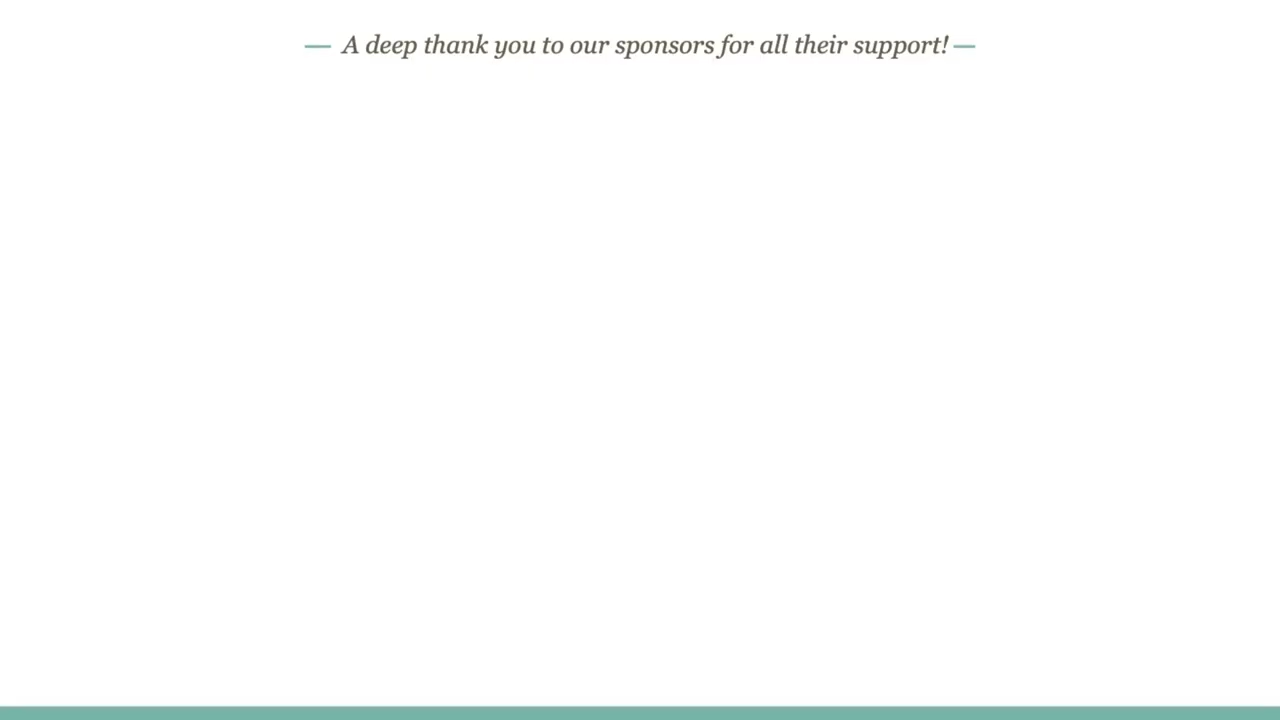 — A deep thank you to our sponsors for all their support! —